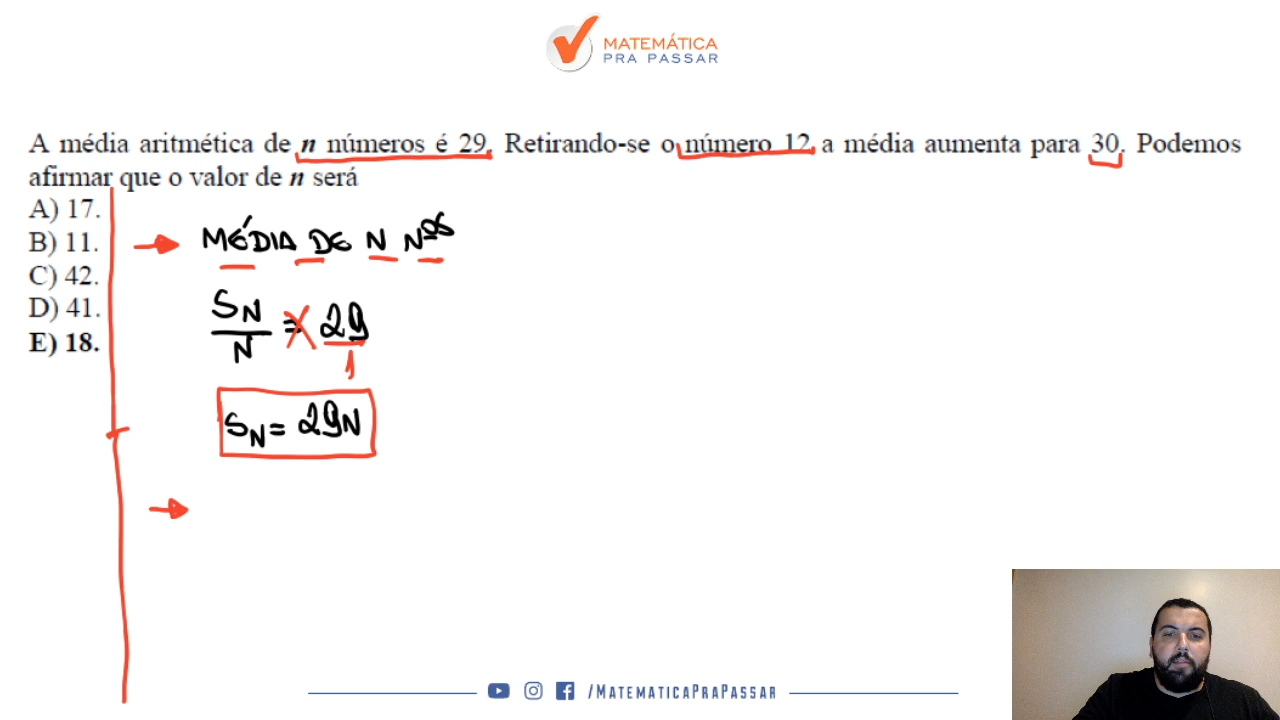 MATEMÁTICA
PRA PASSAR
A média aritmética de n números é 29. Retirando-se o número 12 a média aumenta para 30. Podemos
afirmar que o valor de n será
A) 17.
B) 11.
C) 42.
D) 41.
E) 18.
MÉDIA DE N Nos
SN/N = 29
1
SN = 29N
/MATEMATICAPRAPASSAR